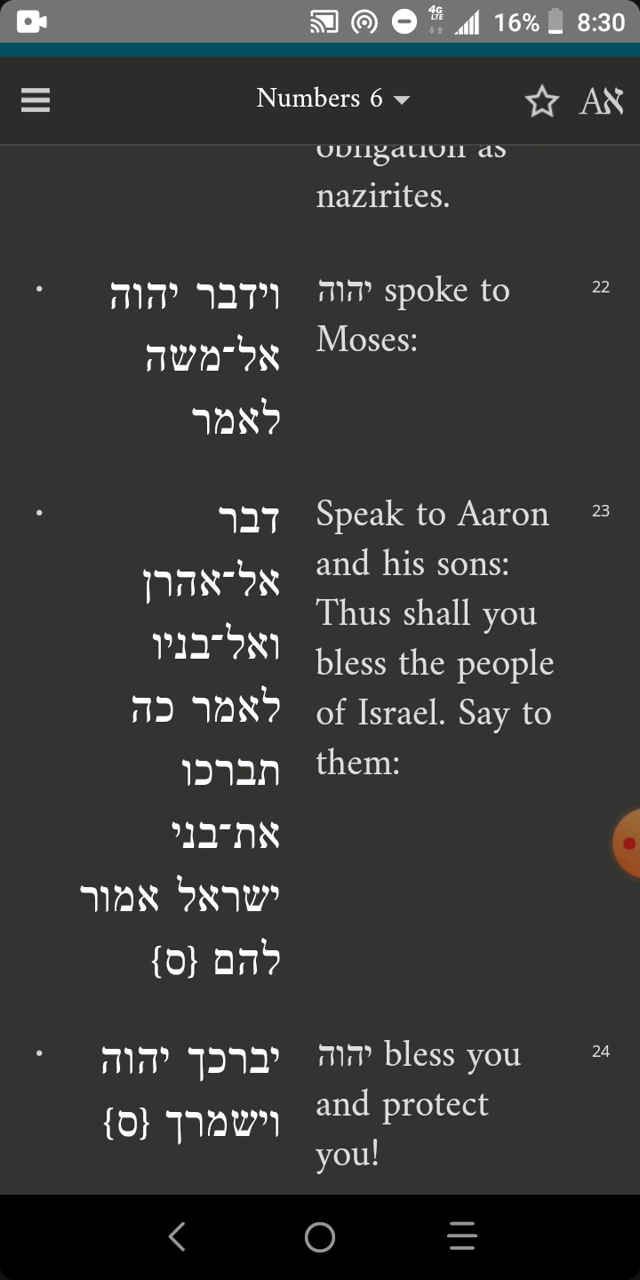 4G
LTE
16%
8:30
Numbers 6
Aא
obligation as
nazirites.
וידבר יהוה
אל־משה
לאמר
יהוה spoke to
Moses:
22
דבר
אל־אהרן
ואל־בניו
לאמר כה
תברכו
את־בני
ישראל אמור
להם {ס}
Speak to Aaron
and his sons:
Thus shall you
bless the people
of Israel. Say to
them:
23
יברכך יהוה
וישמרך {ס}
יהוה bless you
and protect
you!
24